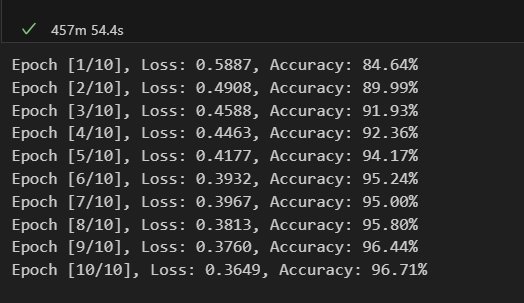 457m 54.4s
Epoch [1/10], Loss: 0.5887, Accuracy: 84.64%
Epoch [2/10], Loss: 0.4908, Accuracy: 89.99%
Epoch [3/10], Loss: 0.4588, Accuracy: 91.93%
Epoch [4/10], Loss: 0.4463, Accuracy: 92.36%
Epoch [5/10], Loss: 0.4177, Accuracy: 94.17%
Epoch [6/10], Loss: 0.3932, Accuracy: 95.24%
Epoch [7/10], Loss: 0.3967, Accuracy: 95.00%
Epoch [8/10], Loss: 0.3813, Accuracy: 95.80%
Epoch [9/10], Loss: 0.3760, Accuracy: 96.44%
Epoch [10/10], Loss: 0.3649, Accuracy: 96.71%